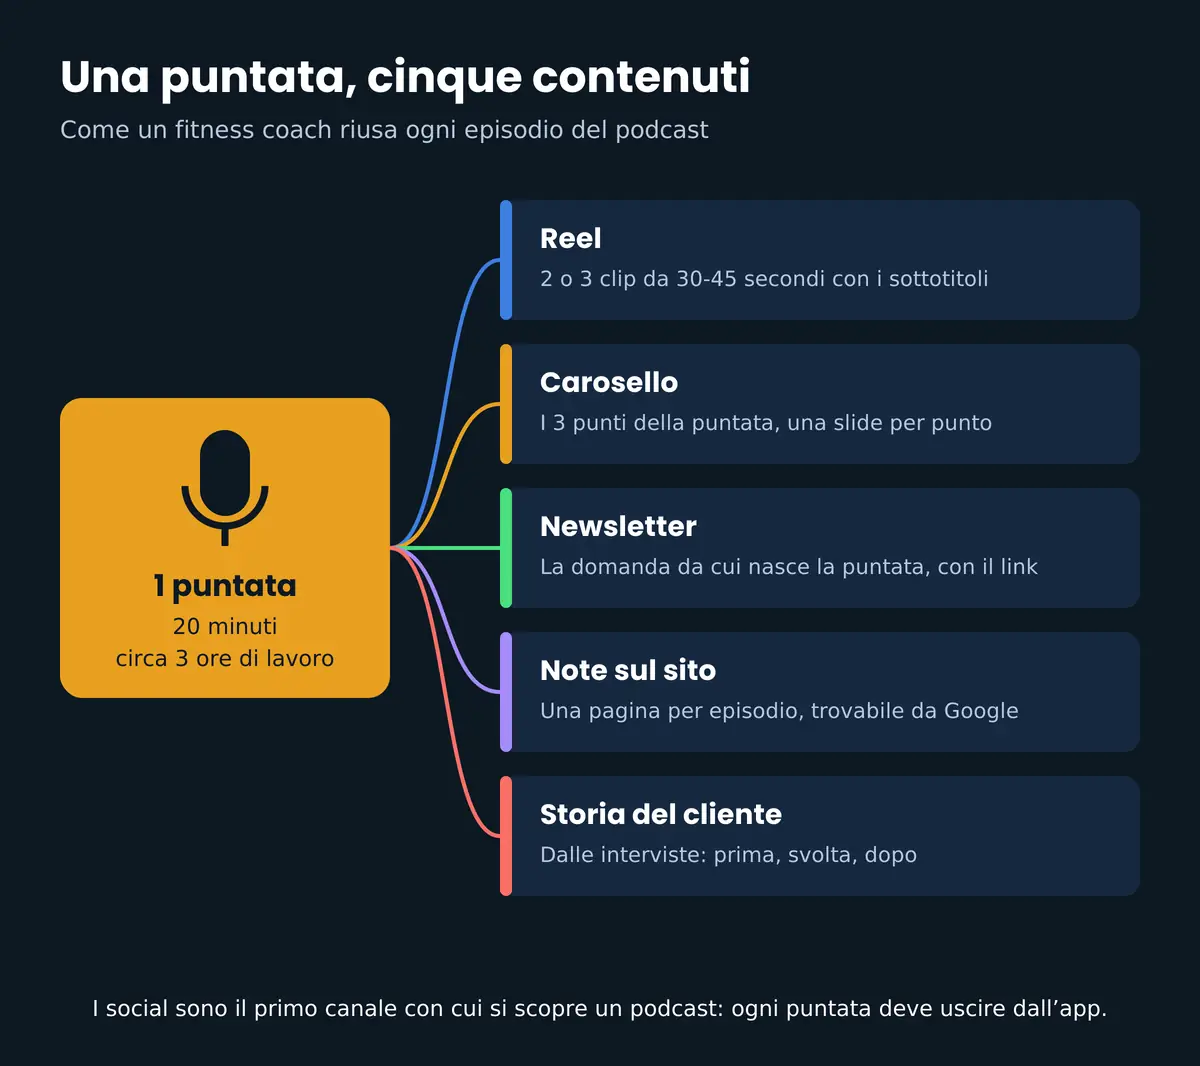 Una puntata, cinque contenuti
Come un fitness coach riusa ogni episodio del podcast
1 puntata
20 minuti
circa 3 ore di lavoro
Reel
2 o 3 clip da 30-45 secondi con i sottotitoli
Carosello
I 3 punti della puntata, una slide per punto
Newsletter
La domanda da cui nasce la puntata, con il link
Note sul sito
Una pagina per episodio, trovabile da Google
Storia del cliente
Dalle interviste: prima, svolta, dopo
I social sono il primo canale con cui si scopre un podcast: ogni puntata deve uscire dall’app.